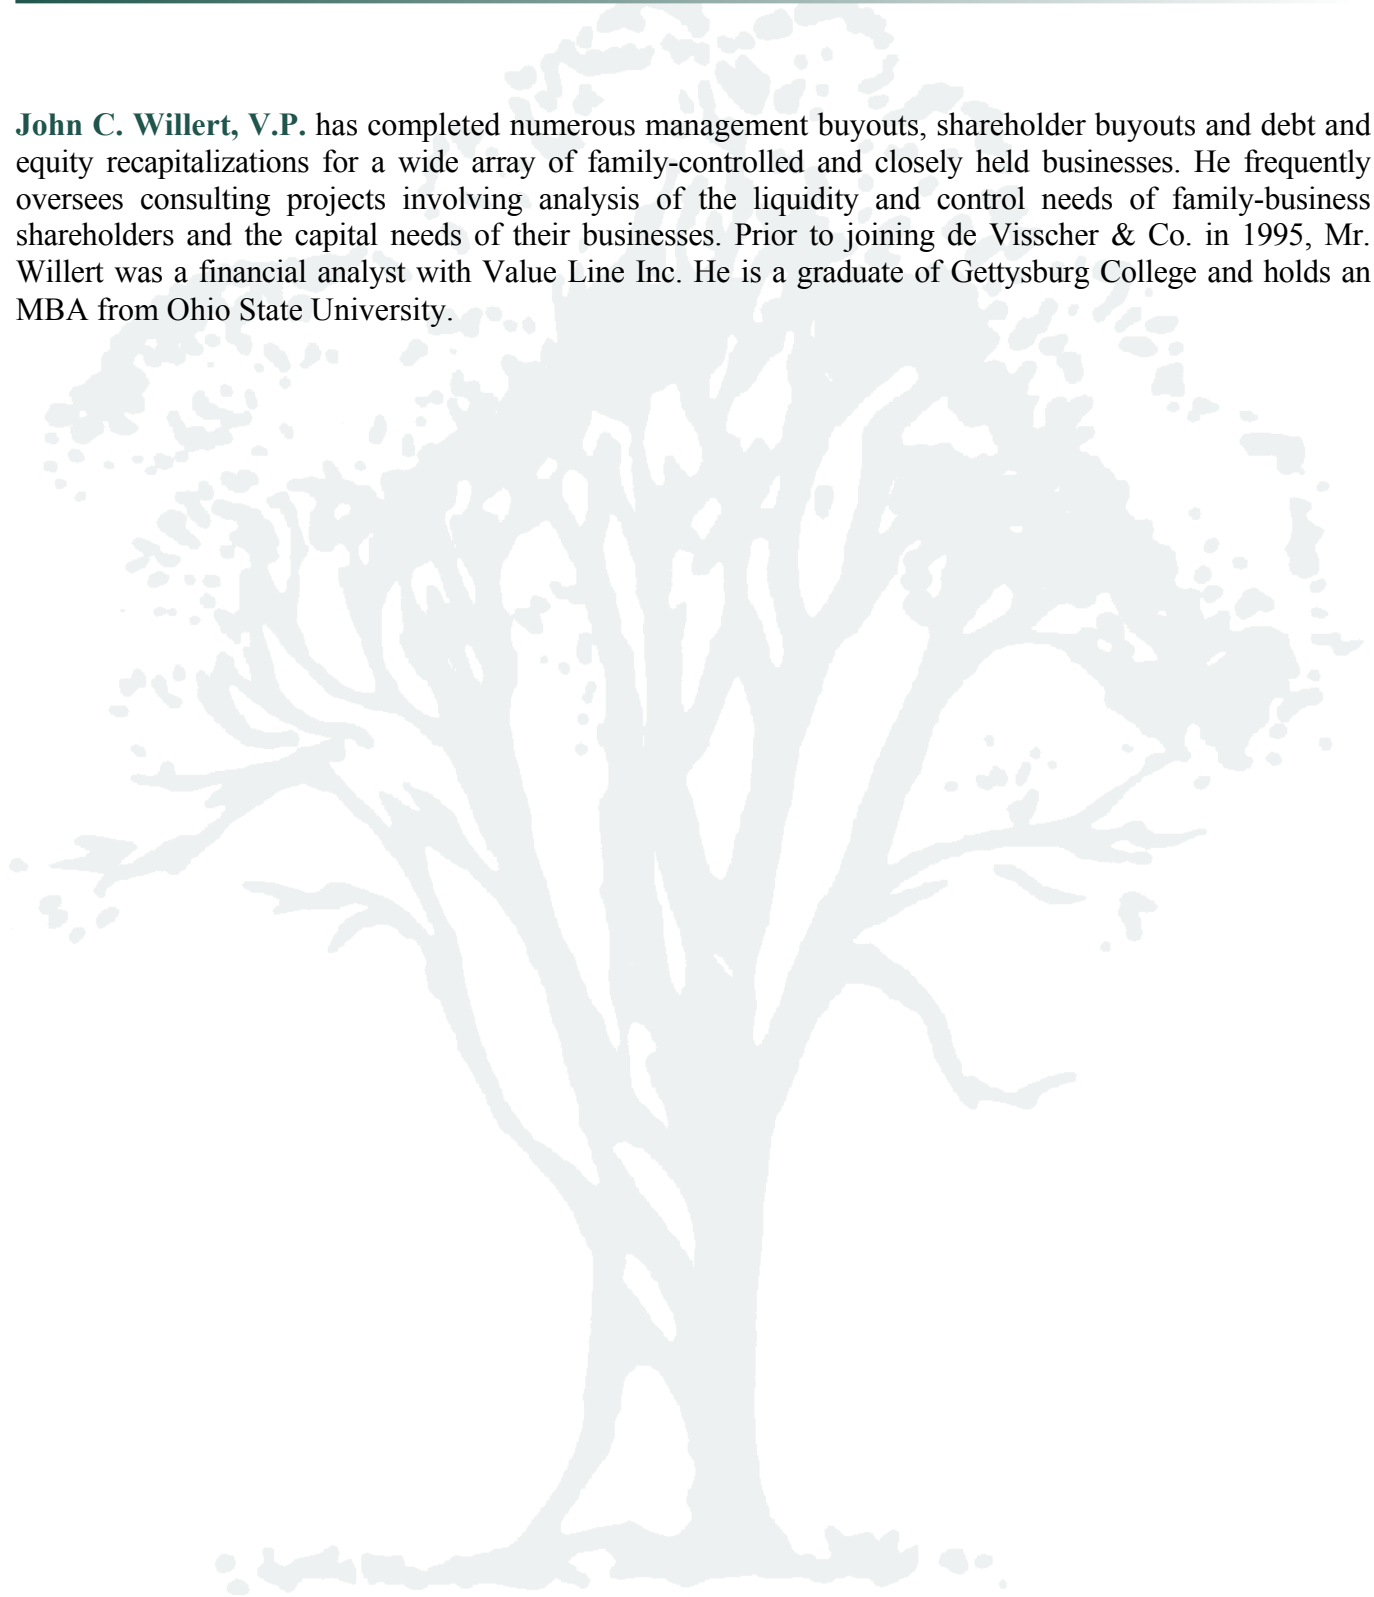 John C. Willert, V.P. has completed numerous management buyouts, shareholder buyouts and debt and
equity recapitalizations for a wide array of family-controlled and closely held businesses. He frequently
oversees consulting projects involving analysis of the liquidity and control needs of family-business
shareholders and the capital needs of their businesses. Prior to joining de Visscher & Co. in 1995, Mr.
Willert was a financial analyst with Value Line Inc. He is a graduate of Gettysburg College and holds an
MBA from Ohio State University.